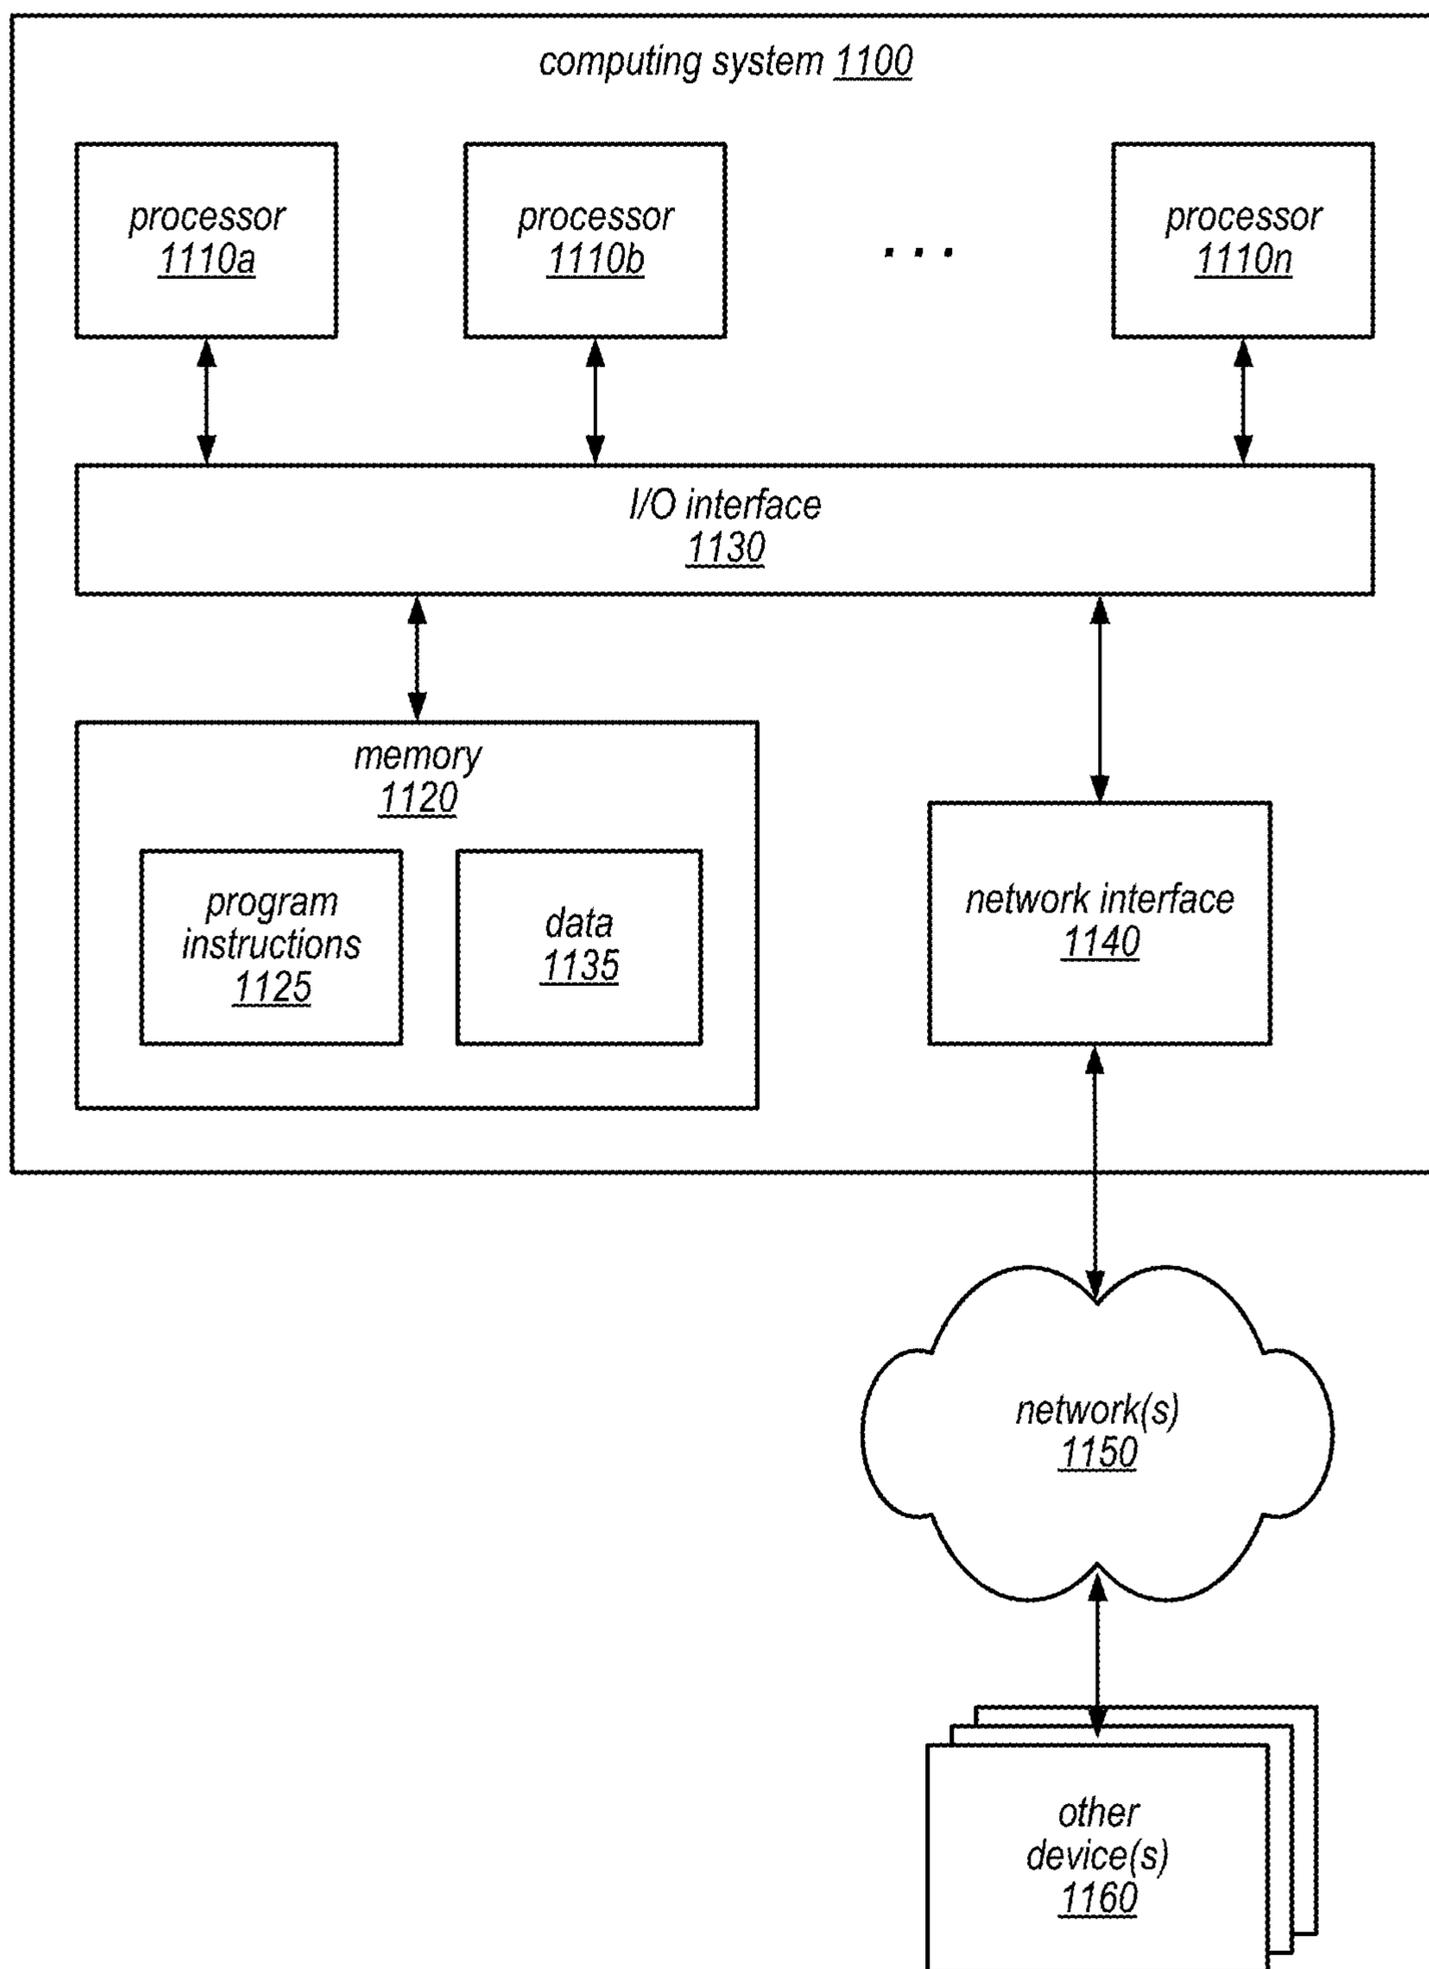 computing system 1100
processor
1110a
processor
1110b
. . .
processor
1110n
I/O interface
1130
memory
1120
program
instructions
1125
data
1135
network interface
1140
network(s)
1150
other
device(s)
1160